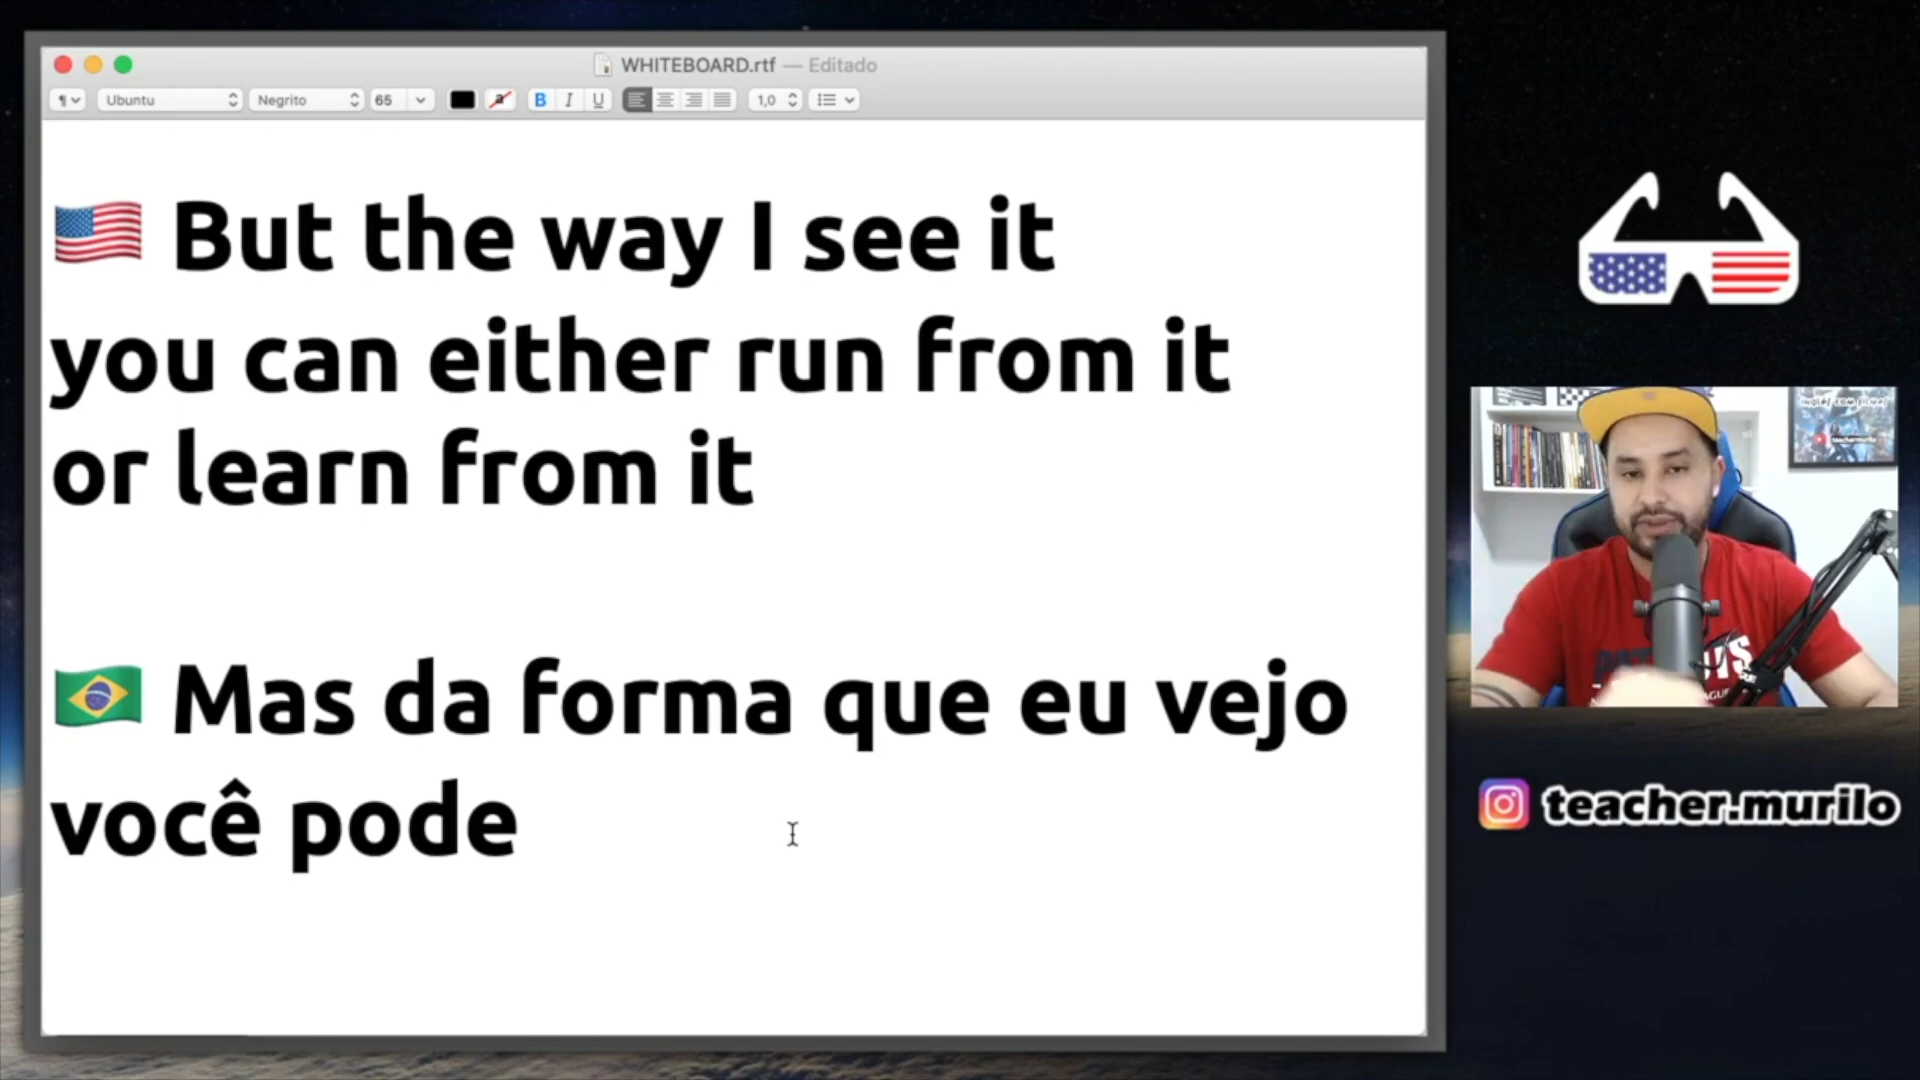 WHITEBOARD.rtf — Editado
¶ Ubuntu Negrito 65 a B I U 1,0
But the way I see it
you can either run from it
or learn from it
Mas da forma que eu vejo
você pode
teacher.murilo